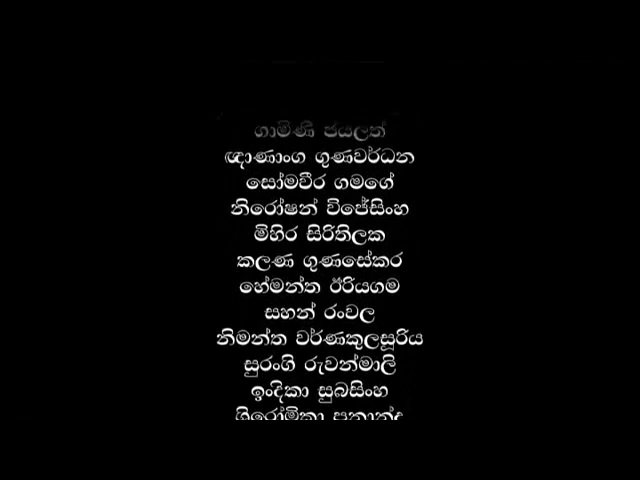 ගාමිණී ජයලත්
ඥාණාංග ගුණවර්ධන
සෝමවීර ගමගේ
නිරෝෂන් විජේසිංහ
මිහිර සිරිතිලක
කලණ ගුණසේකර
හේමන්ත ඊරියගම
සහන් රංවල
නිමන්ත වර්ණකුලසූරිය
සුරංගි රුවන්මාලි
ඉංදිකා සුබසිංහ
ශිරෝමිකා ප්‍රනාන්දු